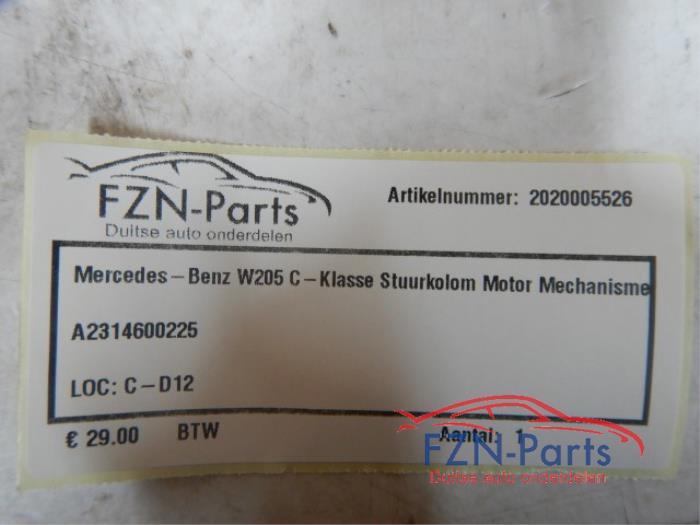 FZN-Parts
Duitse auto onderdelen
Artikelnummer: 2020005526
Mercedes-Benz W205 C-Klasse Stuurkolom Motor Mechanisme
A2314600225
LOC: C-D12
€ 29.00 BTW Aantal: 1
FZN-Parts
Duitse auto onderdelen